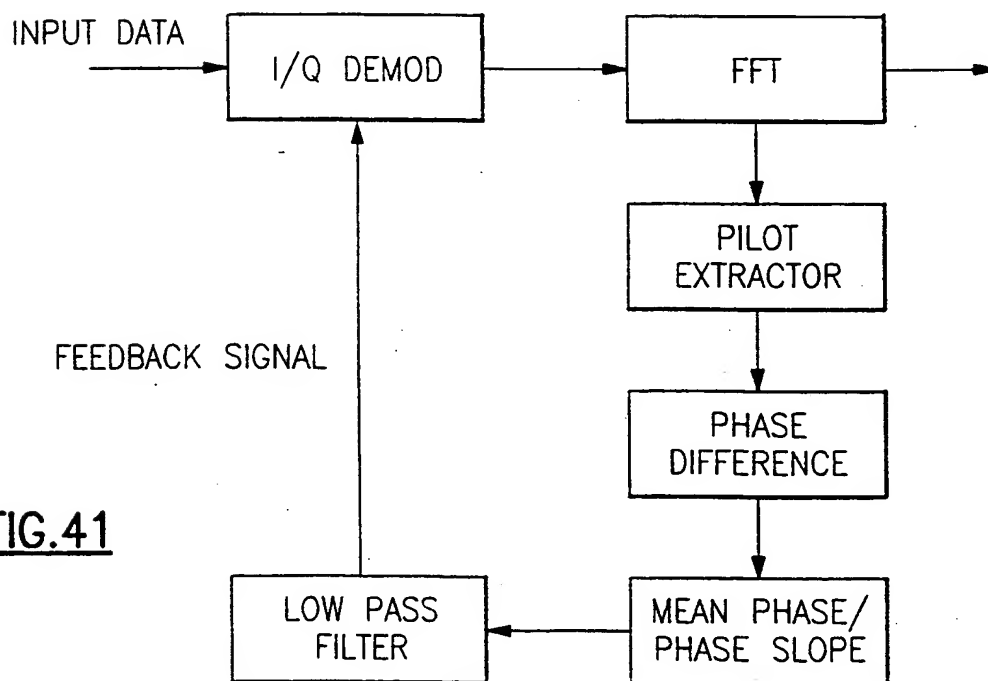 INPUT DATA
I/Q DEMOD
FFT
PILOT
EXTRACTOR
FEEDBACK SIGNAL
PHASE
DIFFERENCE
FIG.41
LOW PASS
FILTER
MEAN PHASE/
PHASE SLOPE